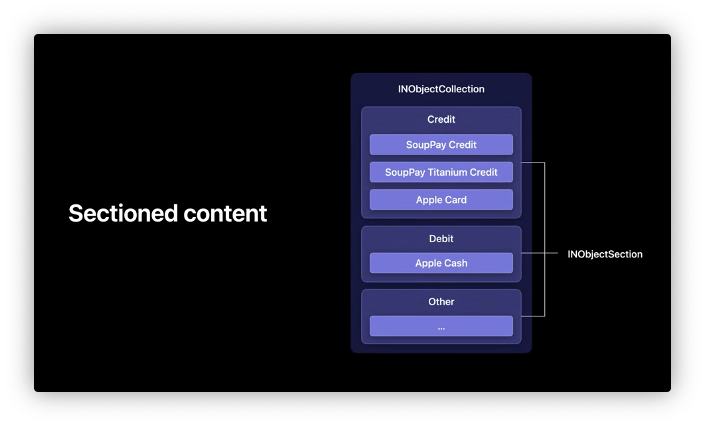 Sectioned content
INObjectCollection
Credit
SoupPay Credit
SoupPay Titanium Credit
Apple Card
Debit
Apple Cash
Other
...
INObjectSection